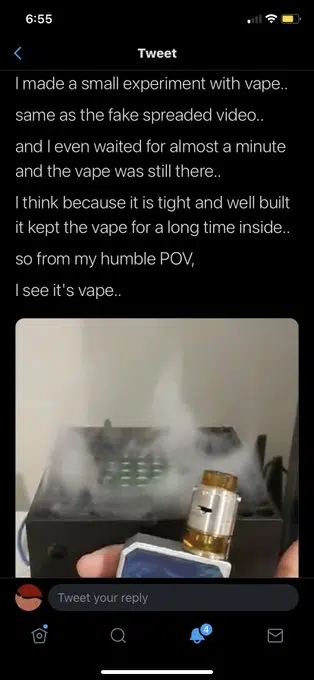 6:55
Tweet
I made a small experiment with vape..
same as the fake spreaded video..
and I even waited for almost a minute
and the vape was still there..
I think because it is tight and well built
it kept the vape for a long time inside..
so from my humble POV,
I see it's vape..
Tweet your reply
4